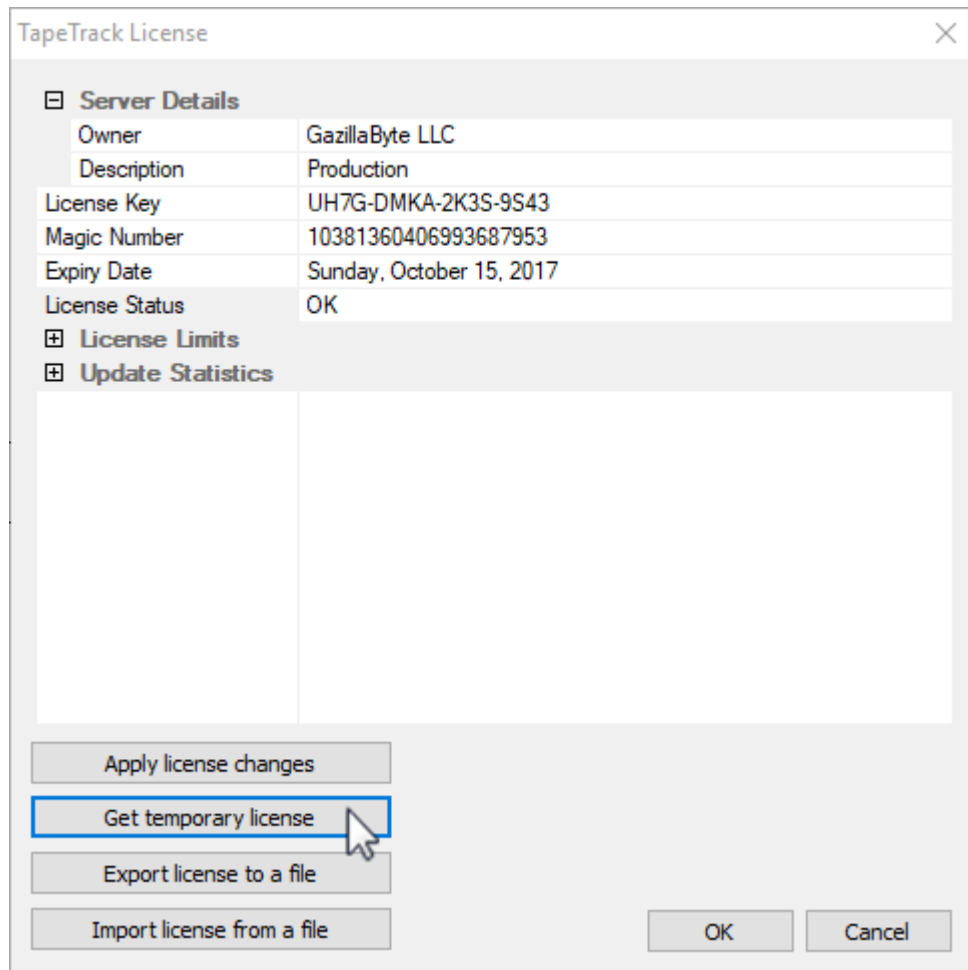 TapeTrack License
Server Details
Owner GazillaByte LLC
Description Production
License Key UH7G-DMKA-2K3S-9S43
Magic Number 10381360406993687953
Expiry Date Sunday, October 15, 2017
License Status OK
License Limits
Update Statistics
Apply license changes
Get temporary license
Export license to a file
Import license from a file
OK Cancel